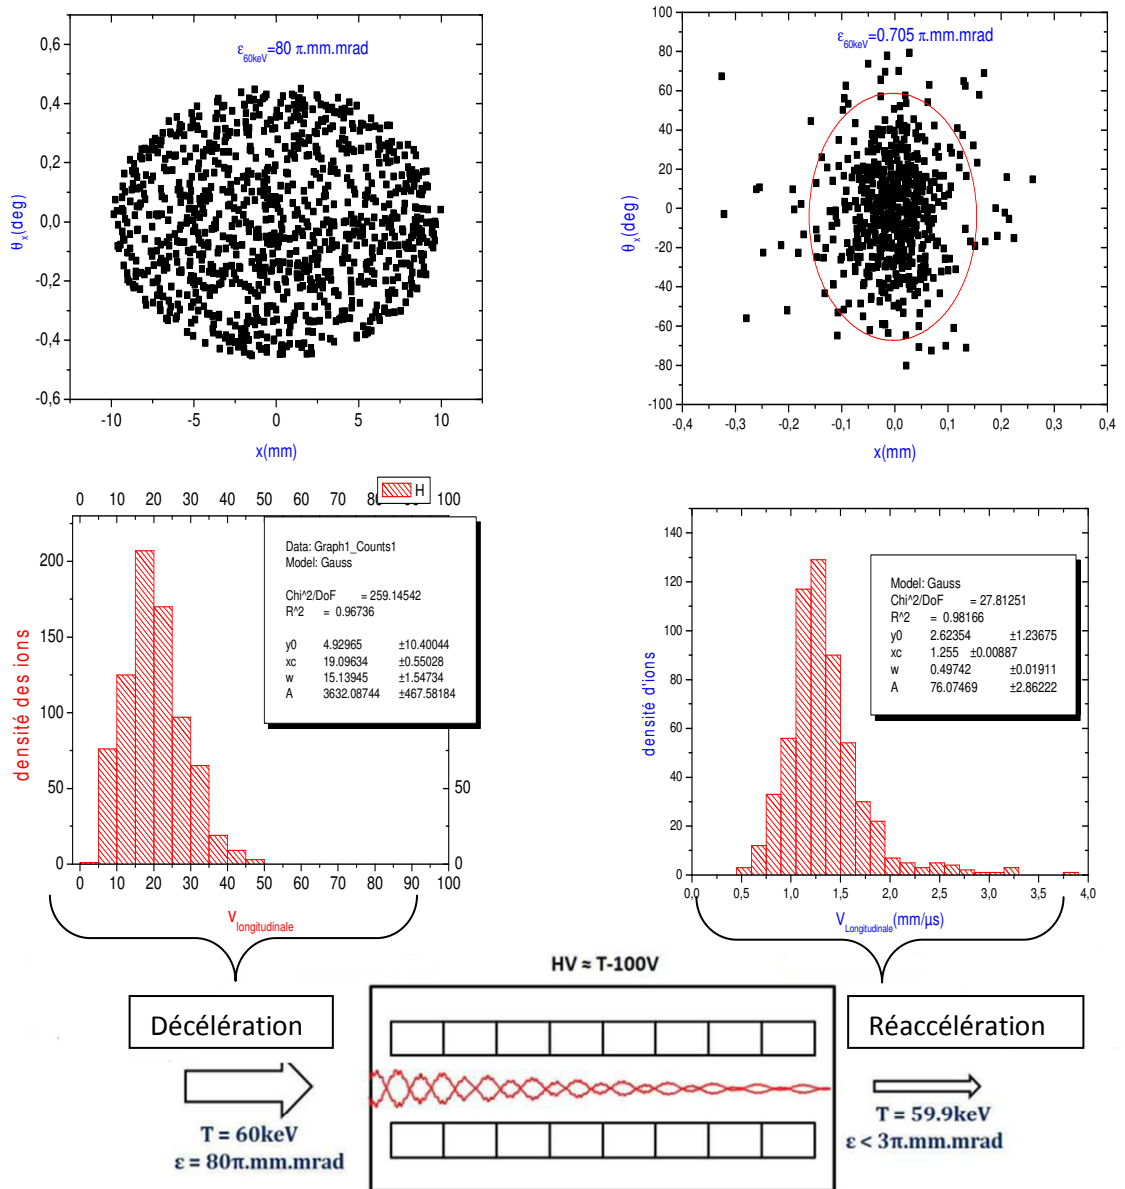 ε60keV=80 π.mm.mrad
0,6
0,4
0,2
0,0
-0,2
-0,4
-0,6
θx(deg)
-10 -5 0 5 10
x(mm)
ε60keV=0.705 π.mm.mrad
100
80
60
40
20
0
-20
-40
-60
-80
-100
θx(deg)
-0,4 -0,3 -0,2 -0,1 0,0 0,1 0,2 0,3 0,4
x(mm)
H
0 10 20 30 40 50 60 70 80 90 100
200
150
100
50
0
densité des ions
Data: Graph1_Counts1
Model: Gauss
Chi^2/DoF = 259.14542
R^2 = 0.96736
y0 4.92965 ±10.40044
xc 19.09634 ±0.55028
w 15.13945 ±1.54734
A 3632.08744 ±467.58184
50
0
0 10 20 30 40 50 60 70 80 90 100
Vlongitudinale
140
120
100
80
60
40
20
0
densité d'ions
Model: Gauss
Chi^2/DoF = 27.81251
R^2 = 0.98166
y0 2.62354 ±1.23675
xc 1.255 ±0.00887
w 0.49742 ±0.01911
A 76.07469 ±2.86222
0,0 0,5 1,0 1,5 2,0 2,5 3,0 3,5 4,0
VLongitudinale(mm/µs)
HV ≈ T-100V
Décélération
Réaccélération
T = 60keV
ε = 80π.mm.mrad
T = 59.9keV
ε < 3π.mm.mrad